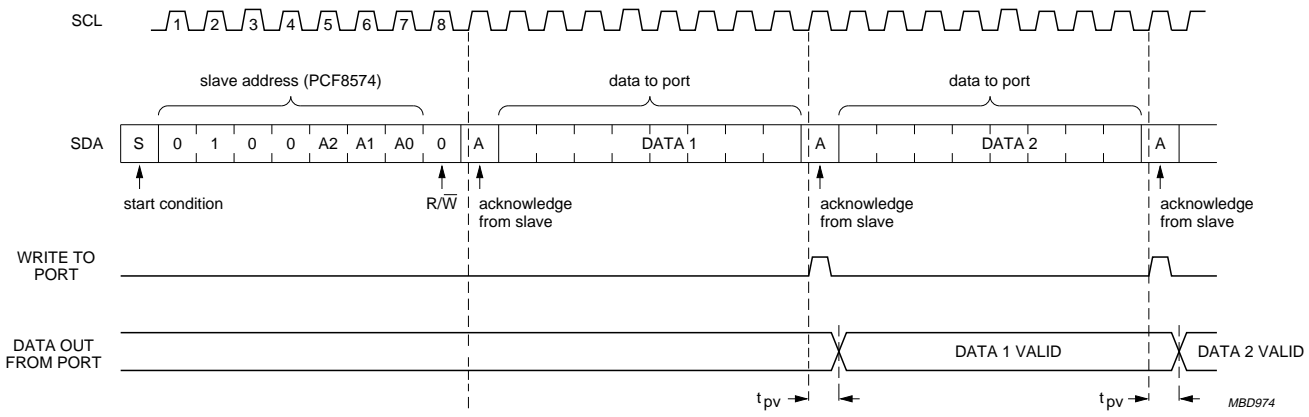 SCL 1 2 3 4 5 6 7 8
slave address (PCF8574) data to port data to port
SDA S 0 1 0 0 A2 A1 A0 0 A DATA 1 A DATA 2 A
start condition R/W̅ acknowledge from slave acknowledge from slave acknowledge from slave
WRITE TO
PORT
DATA OUT
FROM PORT
DATA 1 VALID DATA 2 VALID
tpv tpv MBD974